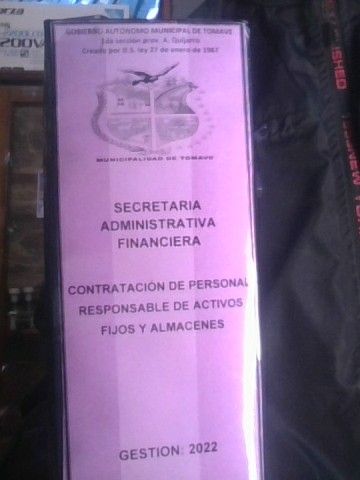 GOBIERNO AUTONOMO MUNICIPAL DE TOMAVE
2da sección prov. A. Quijarro
Creado por D.S. ley 27 de enero de 1967
MUNICIPALIDAD DE TOMAVE
SECRETARIA
ADMINISTRATIVA
FINANCIERA
CONTRATACIÓN DE PERSONAL
RESPONSABLE DE ACTIVOS
FIJOS Y ALMACENES
GESTION: 2022